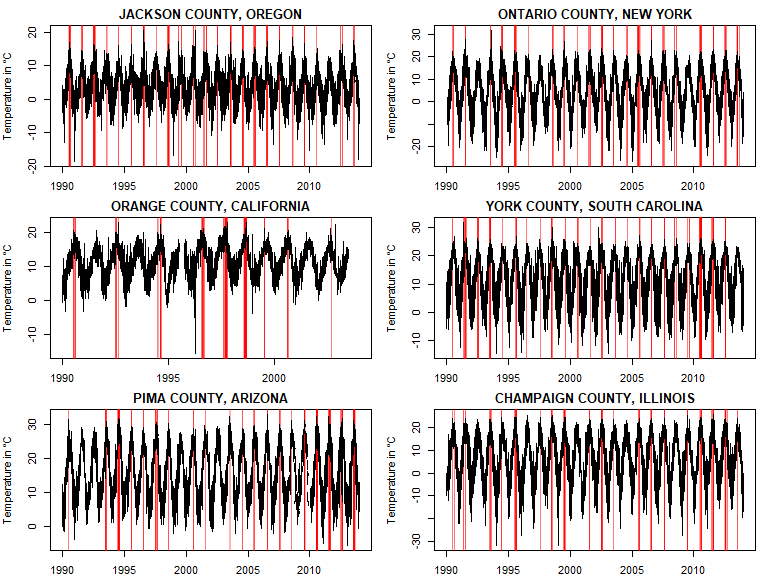 JACKSON COUNTY, OREGON
Temperature in °C
20
10
0
-10
-20
1990 1995 2000 2005 2010
ONTARIO COUNTY, NEW YORK
Temperature in °C
30
20
10
0
-20
1990 1995 2000 2005 2010
ORANGE COUNTY, CALIFORNIA
Temperature in °C
20
10
0
-10
1990 1995 2000
YORK COUNTY, SOUTH CAROLINA
Temperature in °C
30
20
10
0
-10
1990 1995 2000 2005 2010
PIMA COUNTY, ARIZONA
Temperature in °C
30
20
10
0
1990 1995 2000 2005 2010
CHAMPAIGN COUNTY, ILLINOIS
Temperature in °C
20
10
0
-10
-30
1990 1995 2000 2005 2010